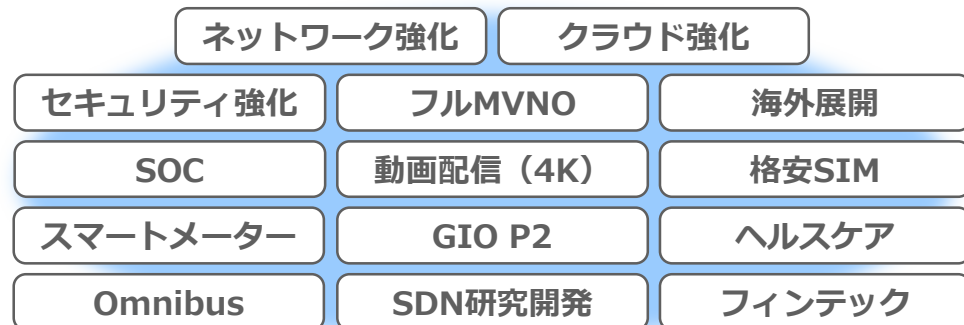 ネットワーク強化 クラウド強化
セキュリティ強化 フルMVNO 海外展開
SOC 動画配信（4K） 格安SIM
スマートメーター GIO P2 ヘルスケア
Omnibus SDN研究開発 フィンテック